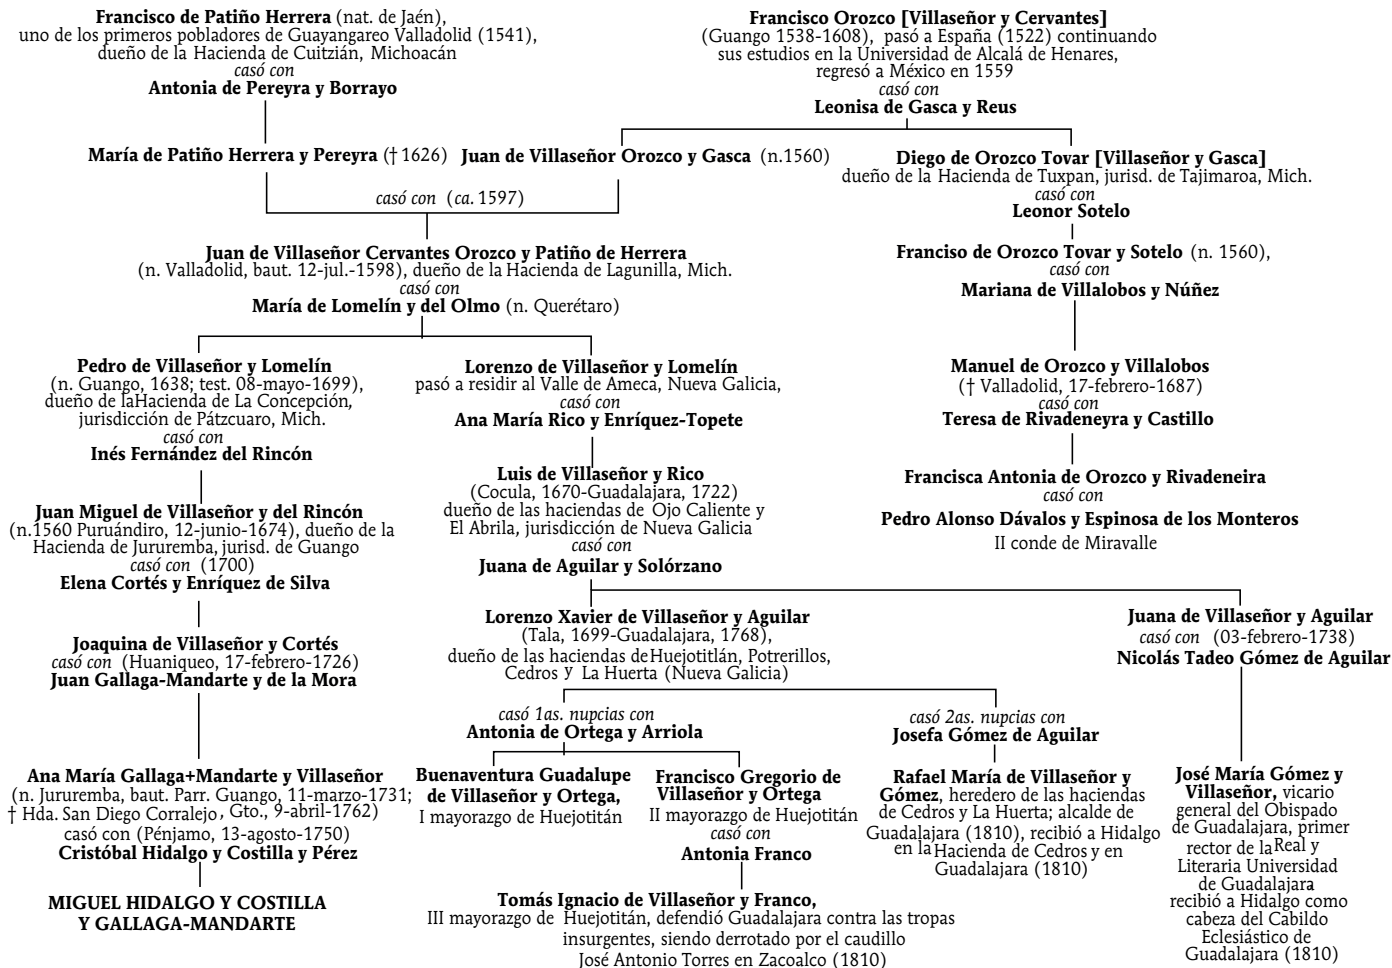 Francisco de Patiño Herrera (nat. de Jaén),
uno de los primeros pobladores de Guayangareo Valladolid (1541),
dueño de la Hacienda de Cuitzián, Michoacán
casó con
Antonia de Pereyra y Borrayo
Francisco Orozco [Villaseñor y Cervantes]
(Guango 1538-1608), pasó a España (1522) continuando
sus estudios en la Universidad de Alcalá de Henares,
regresó a México en 1559
casó con
Leonisa de Gasca y Reus
María de Patiño Herrera y Pereyra († 1626)
Juan de Villaseñor Orozco y Gasca (n.1560)
casó con (ca. 1597)
Diego de Orozco Tovar [Villaseñor y Gasca]
dueño de la Hacienda de Tuxpan, jurisd. de Tajimaroa, Mich.
casó con
Leonor Sotelo
Juan de Villaseñor Cervantes Orozco y Patiño de Herrera
(n. Valladolid, baut. 12-jul.-1598), dueño de la Hacienda de Lagunilla, Mich.
casó con
María de Lomelín y del Olmo (n. Querétaro)
Franciso de Orozco Tovar y Sotelo (n. 1560),
casó con
Mariana de Villalobos y Núñez
Pedro de Villaseñor y Lomelín
(n. Guango, 1638; test. 08-mayo-1699),
dueño de laHacienda de La Concepción,
jurisdicción de Pátzcuaro, Mich.
casó con
Inés Fernández del Rincón
Lorenzo de Villaseñor y Lomelín
pasó a residir al Valle de Ameca, Nueva Galicia,
casó con
Ana María Rico y Enríquez-Topete
Manuel de Orozco y Villalobos
(† Valladolid, 17-febrero-1687)
casó con
Teresa de Rivadeneyra y Castillo
Juan Miguel de Villaseñor y del Rincón
(n.1560 Puruándiro, 12-junio-1674), dueño de la
Hacienda de Jururemba, jurisd. de Guango
casó con (1700)
Elena Cortés y Enríquez de Silva
Luis de Villaseñor y Rico
(Cocula, 1670-Guadalajara, 1722)
dueño de las haciendas de Ojo Caliente y
El Abrila, jurisdicción de Nueva Galicia
casó con
Juana de Aguilar y Solórzano
Francisca Antonia de Orozco y Rivadeneira
casó con
Pedro Alonso Dávalos y Espinosa de los Monteros
II conde de Miravalle
Joaquina de Villaseñor y Cortés
casó con (Huaniqueo, 17-febrero-1726)
Juan Gallaga-Mandarte y de la Mora
Lorenzo Xavier de Villaseñor y Aguilar
(Tala, 1699-Guadalajara, 1768),
dueño de las haciendas de Huejotitlán, Potrerillos,
Cedros y La Huerta (Nueva Galicia)
Juana de Villaseñor y Aguilar
casó con (03-febrero-1738)
Nicolás Tadeo Gómez de Aguilar
casó 1as. nupcias con
Antonia de Ortega y Arriola
casó 2as. nupcias con
Josefa Gómez de Aguilar
Ana María Gallaga+Mandarte y Villaseñor
(n. Jururemba, baut. Parr. Guango, 11-marzo-1731;
† Hda. San Diego Corralejo, Gto., 9-abril-1762)
casó con (Pénjamo, 13-agosto-1750)
Cristóbal Hidalgo y Costilla y Pérez
Buenaventura Guadalupe
de Villaseñor y Ortega,
I mayorazgo de Huejotitán
Francisco Gregorio de
Villaseñor y Ortega
II mayorazgo de Huejotitán
casó con
Antonia Franco
Rafael María de Villaseñor y
Gómez, heredero de las haciendas
de Cedros y La Huerta; alcalde de
Guadalajara (1810), recibió a Hidalgo
en la Hacienda de Cedros y en
Guadalajara (1810)
José María Gómez y
Villaseñor, vicario
general del Obispado
de Guadalajara, primer
rector de la Real y
Literaria Universidad
de Guadalajara
recibió a Hidalgo como
cabeza del Cabildo
Eclesiástico de
Guadalajara (1810)
MIGUEL HIDALGO Y COSTILLA
Y GALLAGA-MANDARTE
Tomás Ignacio de Villaseñor y Franco,
III mayorazgo de Huejotitán, defendió Guadalajara contra las tropas
insurgentes, siendo derrotado por el caudillo
José Antonio Torres en Zacoalco (1810)